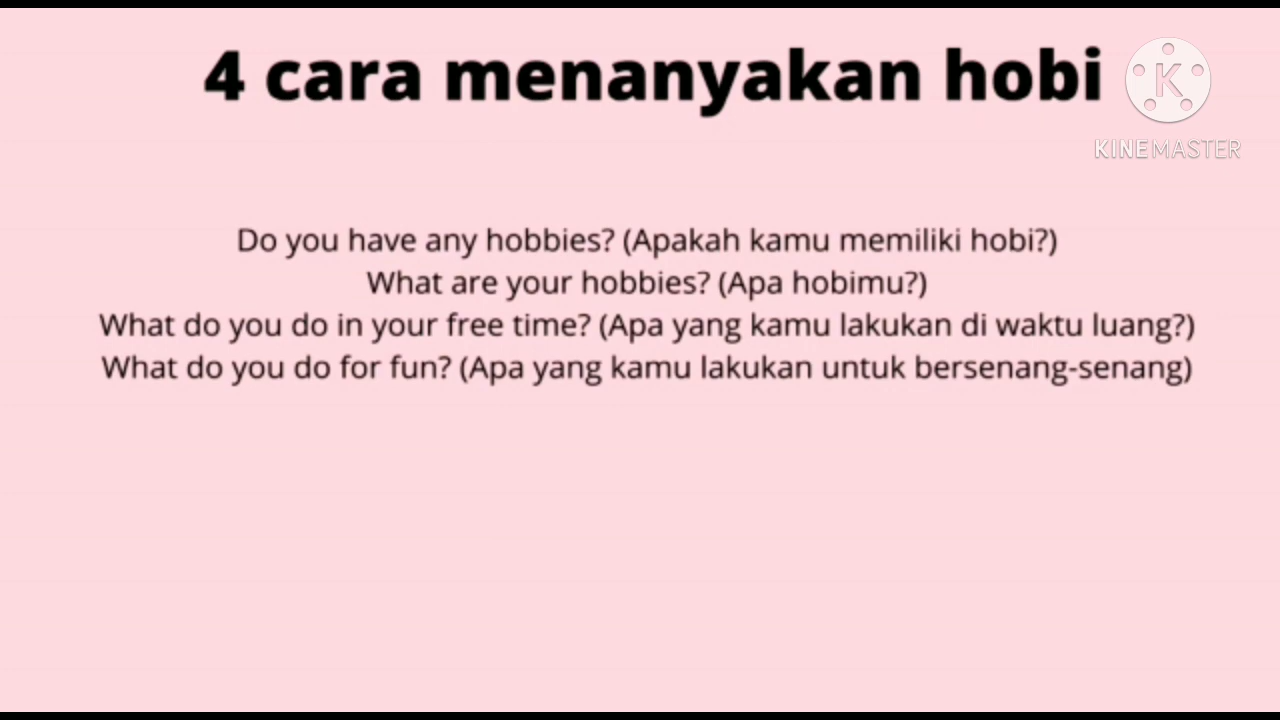 4 cara menanyakan hobi
K
KINEMASTER
Do you have any hobbies? (Apakah kamu memiliki hobi?)
What are your hobbies? (Apa hobimu?)
What do you do in your free time? (Apa yang kamu lakukan di waktu luang?)
What do you do for fun? (Apa yang kamu lakukan untuk bersenang-senang)